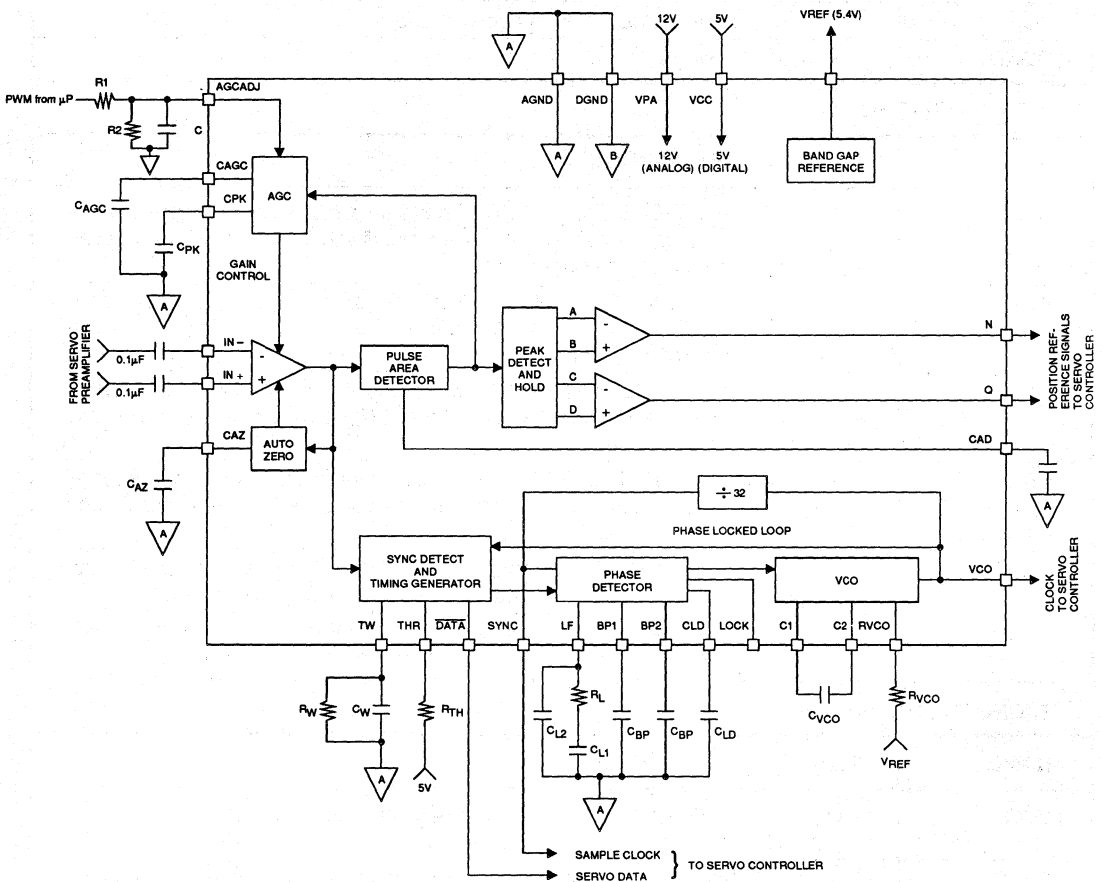 12V
5V
VREF (5.4V)
A
R1
AGCADJ
PWM from μP
AGND
DGND
VPA
VCC
R2
C
A
B
12V
(ANALOG)
5V
(DIGITAL)
BAND GAP
REFERENCE
CAGC
AGC
CAGC
CPK
CPK
GAIN
CONTROL
A
FROM SERVO
PREAMPLIFIER
0.1μF
IN –
-
0.1μF
IN +
+
PULSE
AREA
DETECTOR
PEAK
DETECT
AND
HOLD
A
B
C
D
-
+
-
+
N
Q
POSITION REF-
ERENCE SIGNALS
TO SERVO
CONTROLLER
CAZ
AUTO
ZERO
CAD
CAZ
A
A
÷ 32
PHASE LOCKED LOOP
SYNC DETECT
AND
TIMING GENERATOR
PHASE
DETECTOR
VCO
VCO
CLOCK
TO SERVO
CONTROLLER
TW
THR
DATA
SYNC
LF
BP1
BP2
CLD
LOCK
C1
C2
RVCO
RW
CW
RTH
RL
CL2
CL1
CBP
CBP
CLD
CVCO
RVCO
VREF
A
5V
A
SAMPLE CLOCK
SERVO DATA
} TO SERVO CONTROLLER